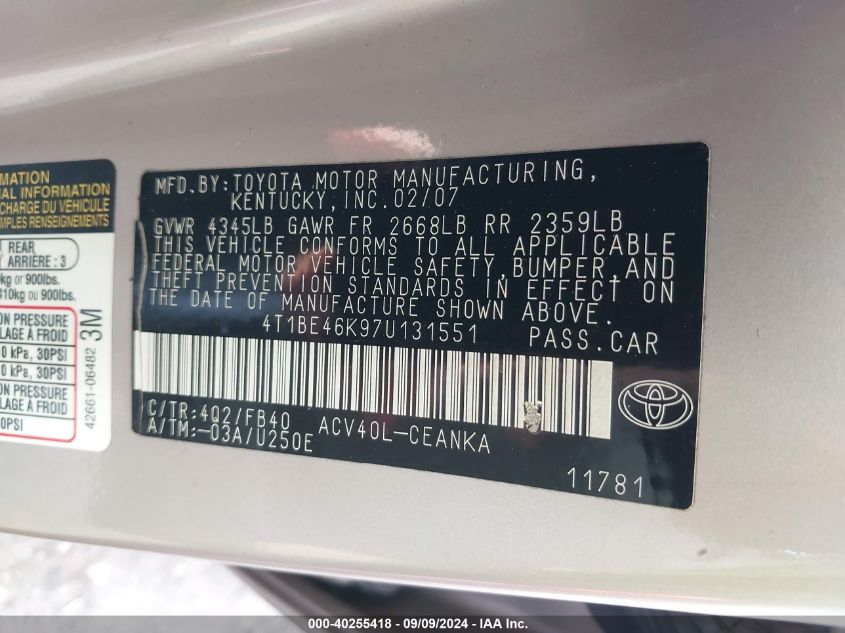 MATION
AL INFORMATION
CHARGE DU VEHICULE
MPLES RENSEIGNEMENTS
REAR
ARRIÈRE : 3
kg or 900lbs.
410kg ou 900lbs.
ON PRESSURE
LAGE À FROID
0 kPa, 30PSI
0 kPa, 30PSI
PRESSURE
LAGE À FROID
0PSI
3M
42661-06482
MFD.BY:TOYOTA MOTOR MANUFACTURING,
KENTUCKY,INC.02/07
GVWR 4345LB GAWR FR 2668LB RR 2359LB
THIS VEHICLE CONFORMS TO ALL APPLICABLE
FEDERAL MOTOR VEHICLE SAFETY,BUMPER,AND
THEFT PREVENTION STANDARDS IN EFFECT ON
THE DATE OF MANUFACTURE SHOWN ABOVE.
4T1BE46K97U131551 PASS.CAR
C/TR:4Q2/FB40 ACV40L-CEANKA
A/TM:-03A/U250E
11781
000-40255418 - 09/09/2024 - IAA Inc.